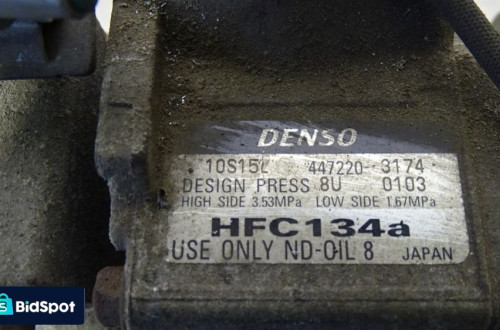 DENSO
10S15L 447220-3174
DESIGN PRESS 8U 0103
HIGH SIDE 3.53MPa LOW SIDE 1.67MPa
HFC134a
USE ONLY ND-OIL 8 JAPAN
BidSpot